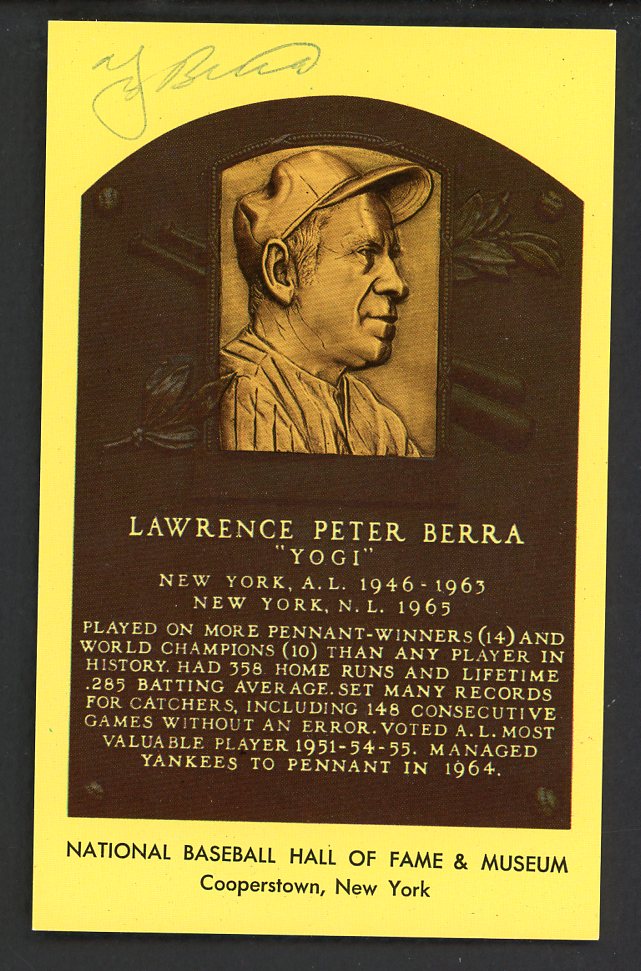 Yogi Berra
LAWRENCE PETER BERRA
"YOGI"
NEW YORK, A.L. 1946-1963
NEW YORK, N.L. 1965
PLAYED ON MORE PENNANT-WINNERS (14) AND
WORLD CHAMPIONS (10) THAN ANY PLAYER IN
HISTORY. HAD 358 HOME RUNS AND LIFETIME
.285 BATTING AVERAGE. SET MANY RECORDS
FOR CATCHERS, INCLUDING 148 CONSECUTIVE
GAMES WITHOUT AN ERROR. VOTED A.L. MOST
VALUABLE PLAYER 1951-54-55. MANAGED
YANKEES TO PENNANT IN 1964.
NATIONAL BASEBALL HALL OF FAME & MUSEUM
Cooperstown, New York